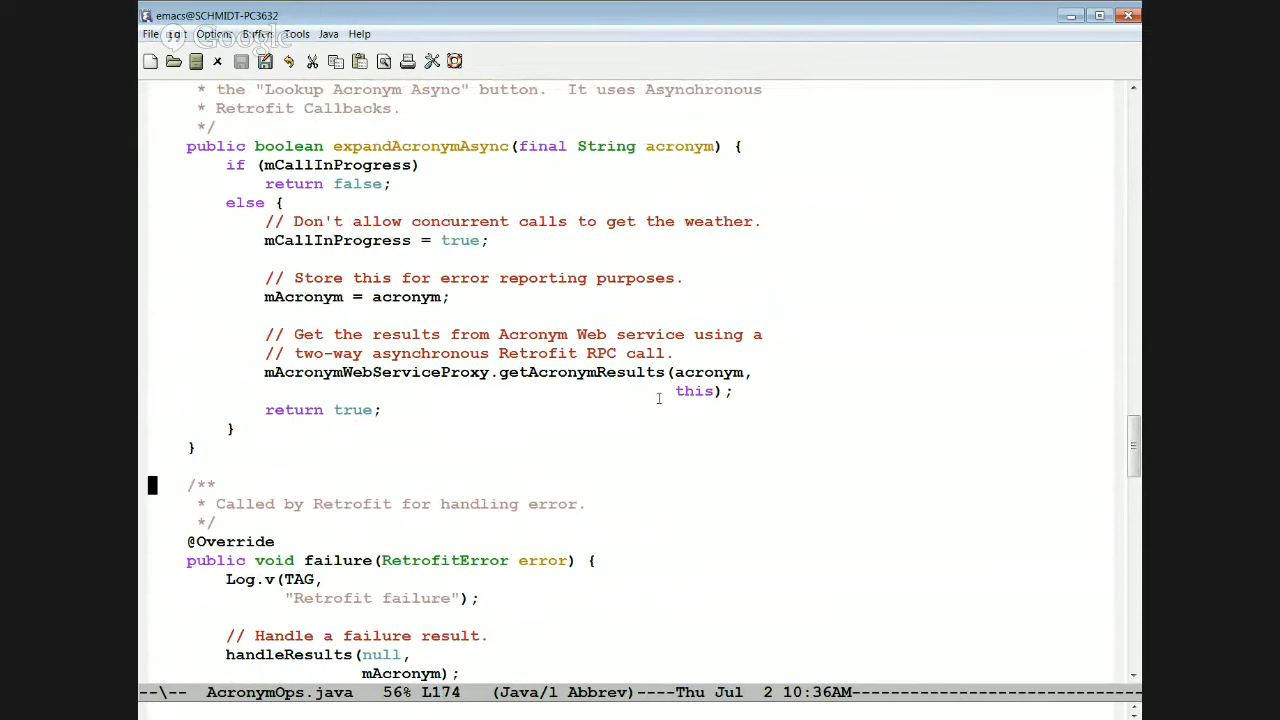 emacs@SCHMIDT-PC3632
File Edit Options Buffers Tools Java Help
Google
* the "Lookup Acronym Async" button. It uses Asynchronous
* Retrofit Callbacks.
*/
public boolean expandAcronymAsync(final String acronym) {
if (mCallInProgress)
return false;
else {
// Don't allow concurrent calls to get the weather.
mCallInProgress = true;
// Store this for error reporting purposes.
mAcronym = acronym;
// Get the results from Acronym Web service using a
// two-way asynchronous Retrofit RPC call.
mAcronymWebServiceProxy.getAcronymResults(acronym,
this);
return true;
}
}
/**
* Called by Retrofit for handling error.
*/
@Override
public void failure(RetrofitError error) {
Log.v(TAG,
"Retrofit failure");
// Handle a failure result.
handleResults(null,
mAcronym);
--\-- AcronymOps.java 56% L174 (Java/l Abbrev)----Thu Jul 2 10:36AM------------------------------